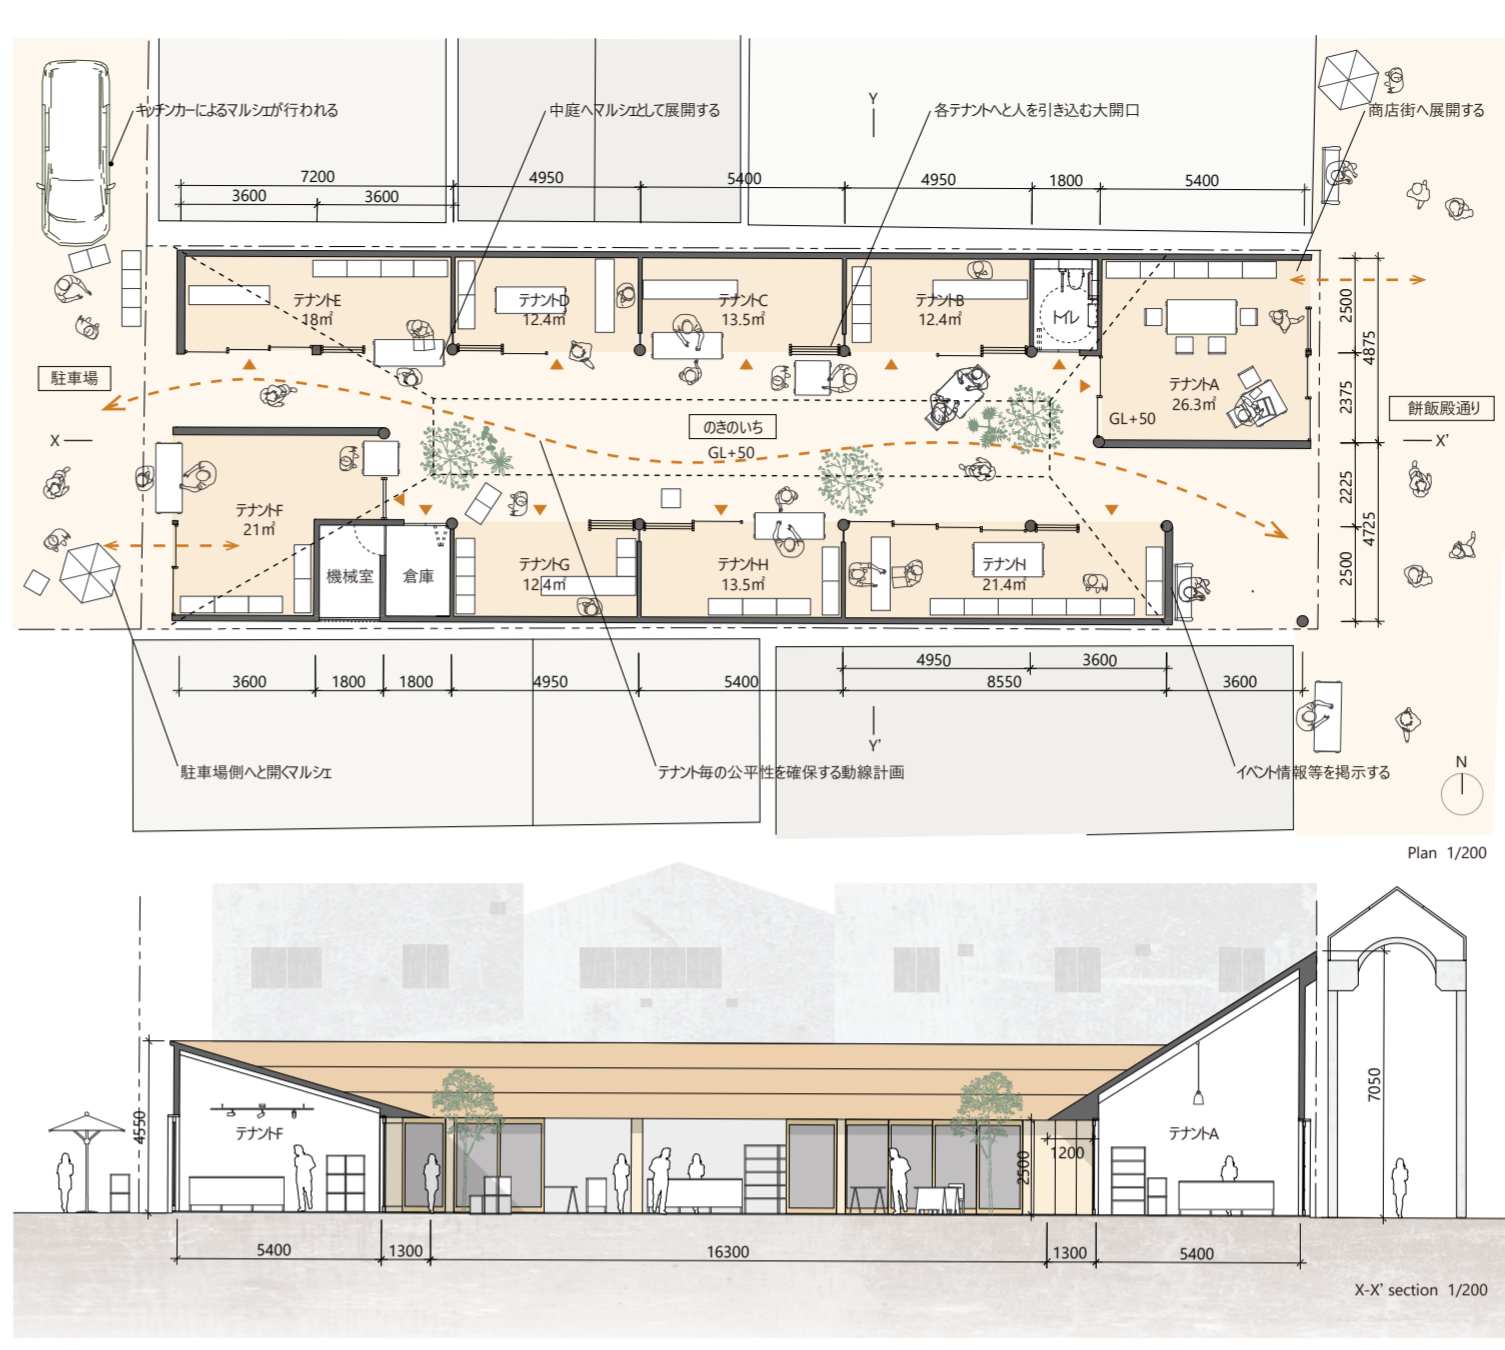 キッチンカーによるマルシェが行われる
中庭へマルシェとして展開する
各テナントへと人を引き込む大開口
商店街へ展開する
Y
7200
4950
5400
4950
1800
5400
3600
3600
テナントE
18㎡
テナントD
12.4㎡
テナントC
13.5㎡
テナントB
12.4㎡
トイレ
テナントA
26.3㎡
GL+50
2500
4875
2375
2225
4725
2500
駐車場
餅飯殿通り
X
X'
のきのいち
GL+50
テナントF
21㎡
機械室
倉庫
テナントG
12.4㎡
テナントH
13.5㎡
テナントH
21.4㎡
4950
3600
3600
1800
1800
4950
5400
8550
3600
Y'
駐車場側へと開くマルシェ
テナント毎の公平性を確保する動線計画
イベント情報等を掲示する
N
Plan 1/200
4550
テナントF
2500
1200
テナントA
7050
5400
1300
16300
1300
5400
X-X' section 1/200